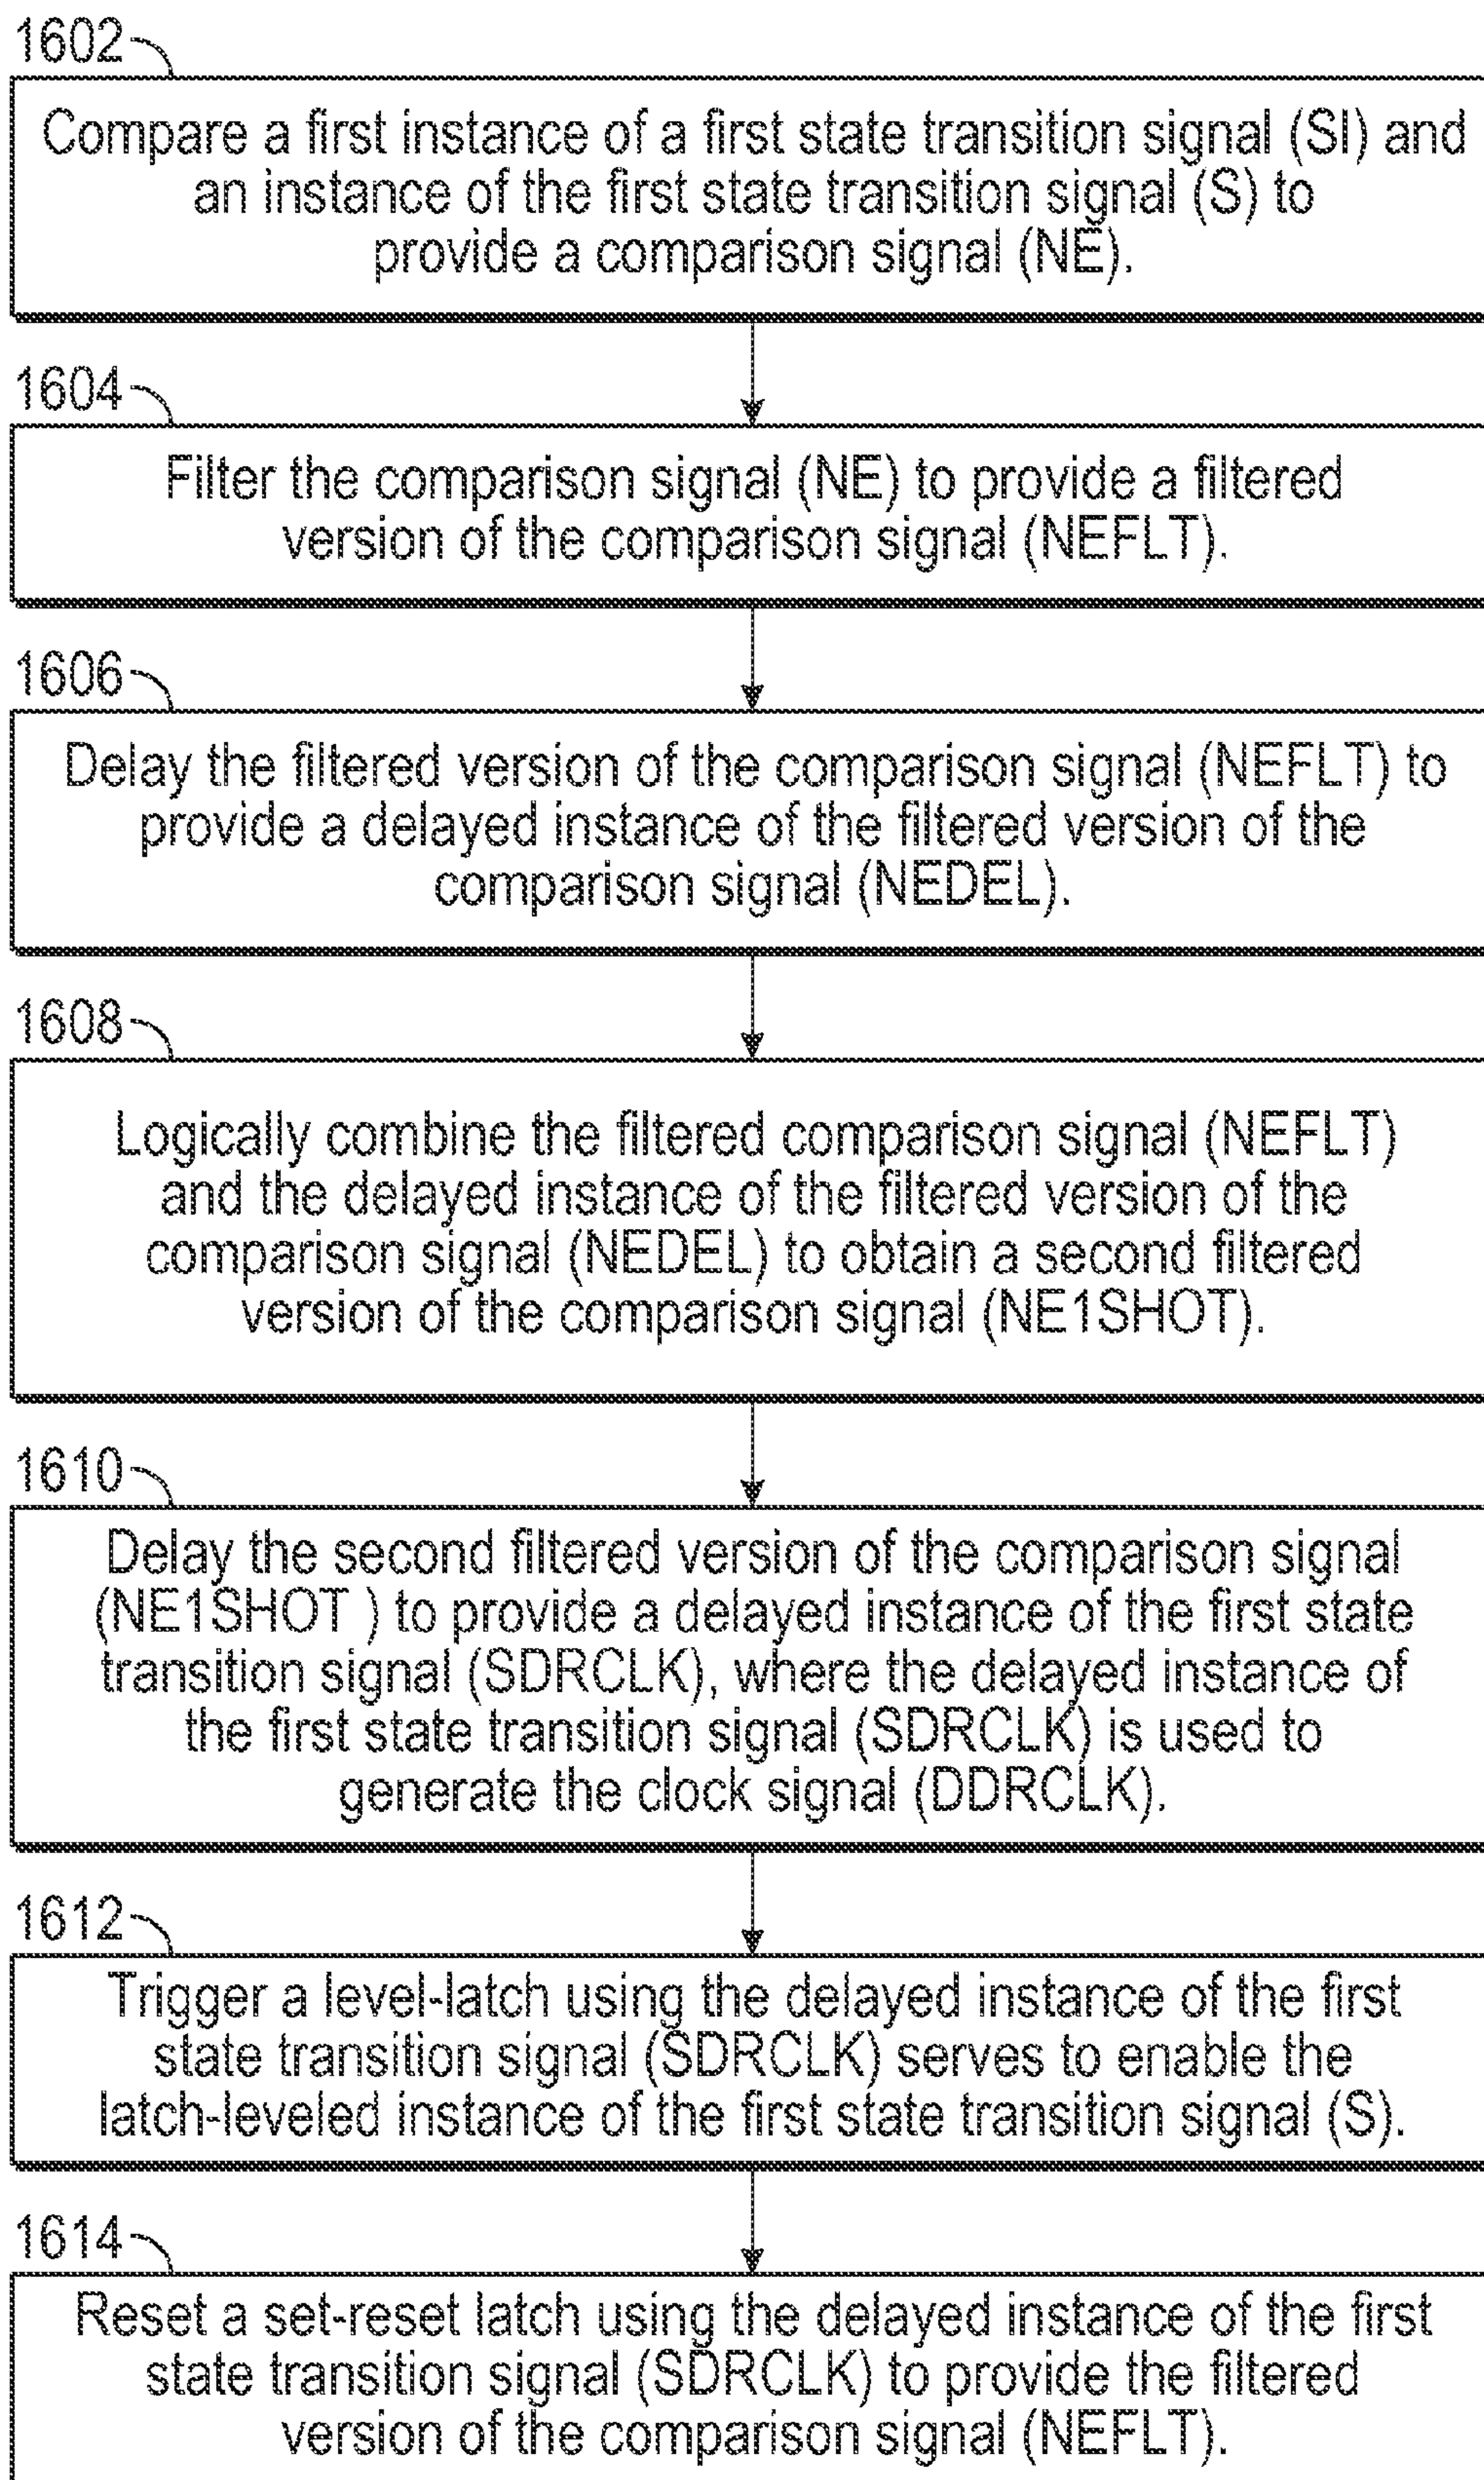 1602
Compare a first instance of a first state transition signal (SI) and
an instance of the first state transition signal (S) to
provide a comparison signal (NE).
1604
Filter the comparison signal (NE) to provide a filtered
version of the comparison signal (NEFLT).
1606
Delay the filtered version of the comparison signal (NEFLT) to
provide a delayed instance of the filtered version of the
comparison signal (NEDEL).
1608
Logically combine the filtered comparison signal (NEFLT)
and the delayed instance of the filtered version of the
comparison signal (NEDEL) to obtain a second filtered
version of the comparison signal (NE1SHOT).
1610
Delay the second filtered version of the comparison signal
(NE1SHOT ) to provide a delayed instance of the first state
transition signal (SDRCLK), where the delayed instance of
the first state transition signal (SDRCLK) is used to
generate the clock signal (DDRCLK).
1612
Trigger a level-latch using the delayed instance of the first
state transition signal (SDRCLK) serves to enable the
latch-leveled instance of the first state transition signal (S).
1614
Reset a set-reset latch using the delayed instance of the first
state transition signal (SDRCLK) to provide the filtered
version of the comparison signal (NEFLT).